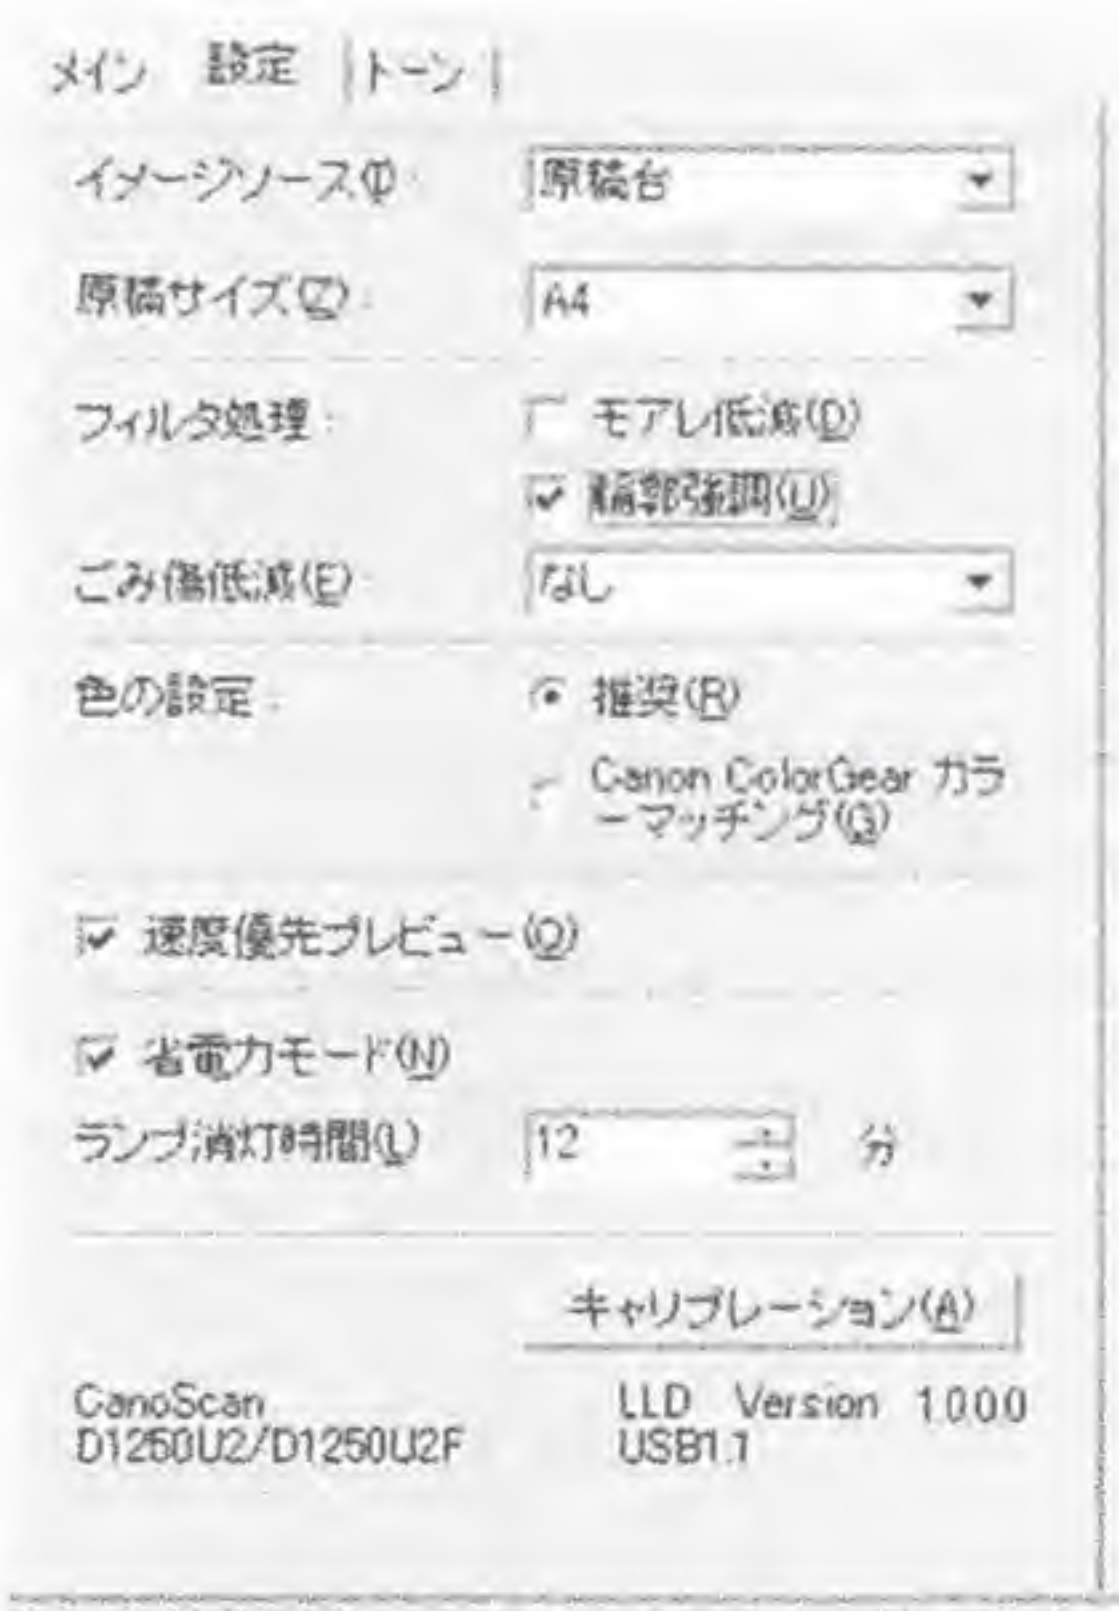 メイン 設定 トーン
イメージソース(I): 原稿台
原稿サイズ(Z): A4
フィルタ処理: モアレ低減(D)
輪郭強調(U)
ごみ傷低減(E) なし
色の設定: 推奨(R)
Canon ColorGear カラ
ーマッチング(G)
速度優先プレビュー(Q)
省電力モード(N)
ランプ消灯時間(L) 12 分
キャリブレーション(A)
CanoScan LLD Version 1.0.0.0
D1250U2/D1250U2F USB1.1